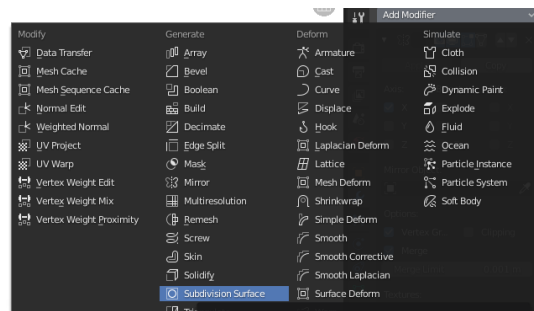 Add Modifier
Modify
Data Transfer
Mesh Cache
Mesh Sequence Cache
Normal Edit
Weighted Normal
UV Project
UV Warp
Vertex Weight Edit
Vertex Weight Mix
Vertex Weight Proximity
Generate
Array
Bevel
Boolean
Build
Decimate
Edge Split
Mask
Mirror
Multiresolution
Remesh
Screw
Skin
Solidify
Subdivision Surface
Deform
Armature
Cast
Curve
Displace
Hook
Laplacian Deform
Lattice
Mesh Deform
Shrinkwrap
Simple Deform
Smooth
Smooth Corrective
Smooth Laplacian
Surface Deform
Simulate
Cloth
Collision
Dynamic Paint
Explode
Fluid
Ocean
Particle Instance
Particle System
Soft Body